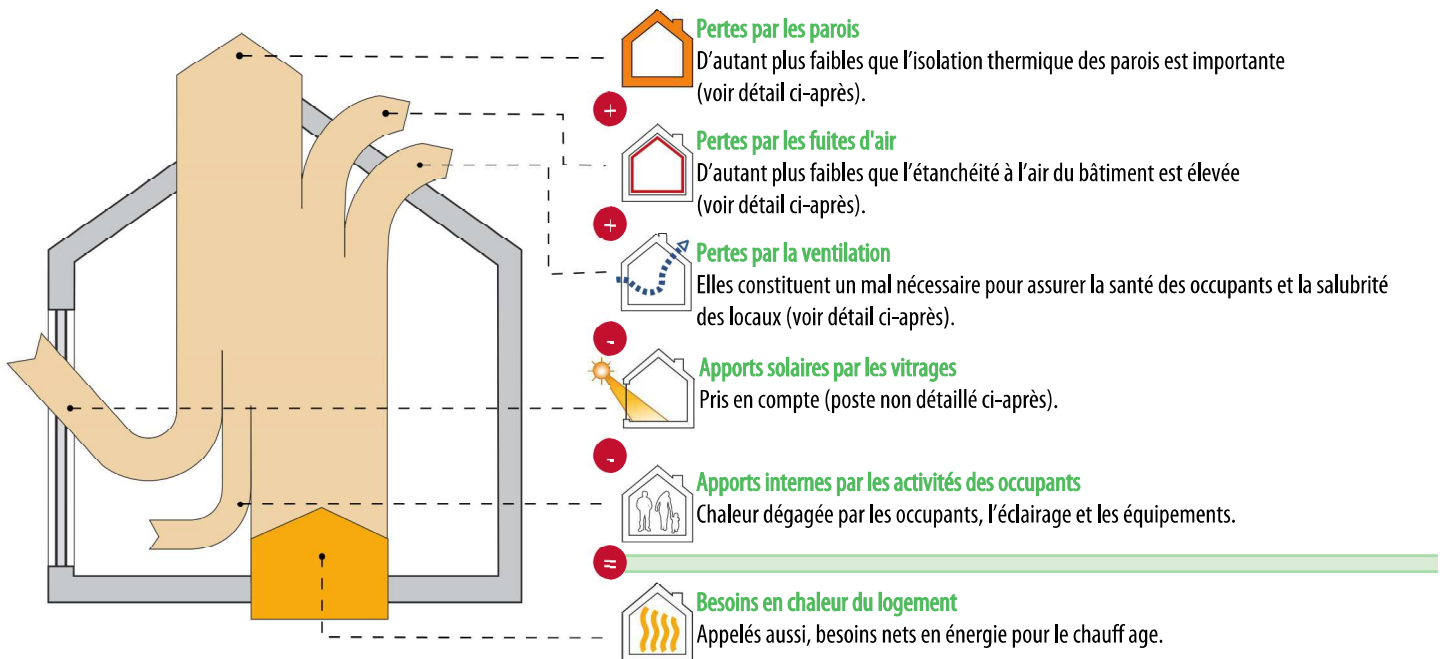 Pertes par les parois
D'autant plus faibles que l'isolation thermique des parois est importante
(voir détail ci-après).
+
Pertes par les fuites d'air
D'autant plus faibles que l'étanchéité à l'air du bâtiment est élevée
(voir détail ci-après).
+
Pertes par la ventilation
Elles constituent un mal nécessaire pour assurer la santé des occupants et la salubrité
des locaux (voir détail ci-après).
-
Apports solaires par les vitrages
Pris en compte (poste non détaillé ci-après).
-
Apports internes par les activités des occupants
Chaleur dégagée par les occupants, l'éclairage et les équipements.
=
Besoins en chaleur du logement
Appelés aussi, besoins nets en énergie pour le chauff age.